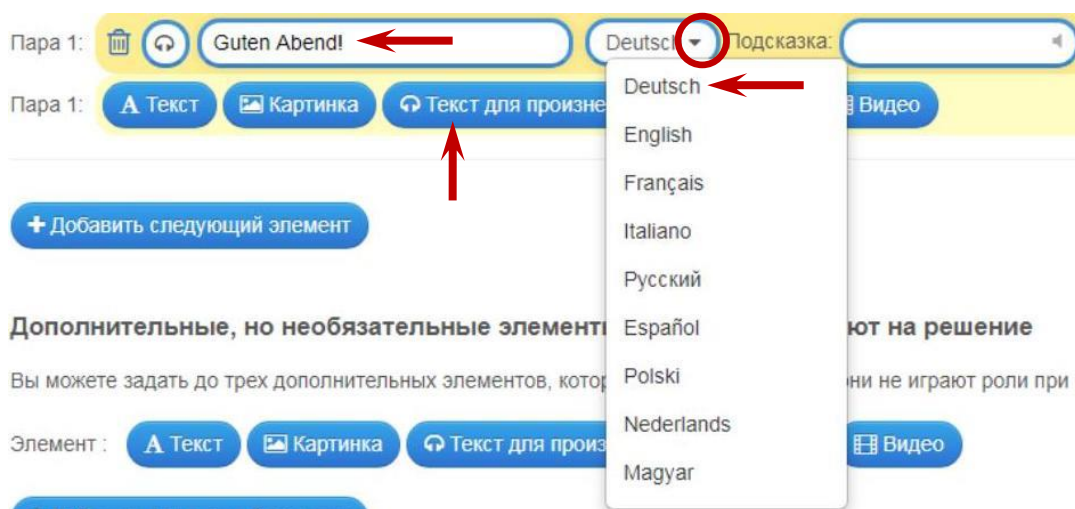 Пара 1: Guten Abend! Deutsch Подсказка:
Deutsch
Пара 1: A Текст Картинка Текст для произне Видео
English
Français
Italiano
+ Добавить следующий элемент
Русский
Дополнительные, но необязательные элемент ют на решение
Español
Вы можете задать до трех дополнительных элементов, котор ни не играют роли при
Polski
Nederlands
Элемент : A Текст Картинка Текст для произ Видео
Magyar